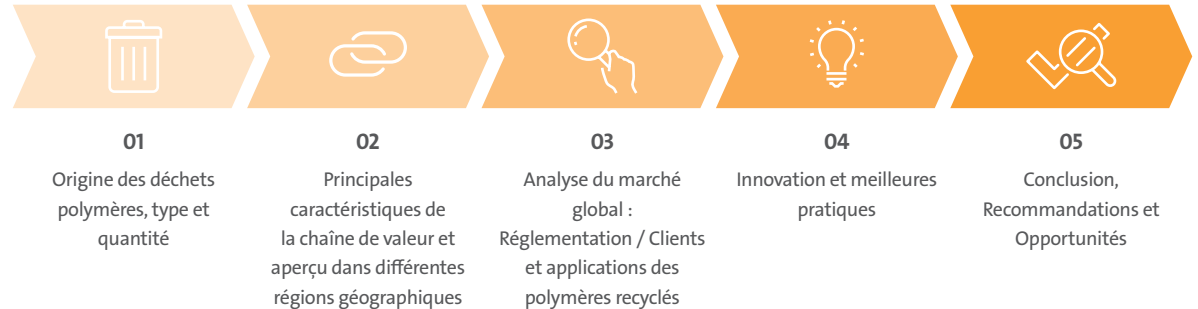 01
Origine des déchets
polymères, type et
quantité
02
Principales
caractéristiques de
la chaîne de valeur et
aperçu dans différentes
régions géographiques
03
Analyse du marché
global :
Réglementation / Clients
et applications des
polymères recyclés
04
Innovation et meilleures
pratiques
05
Conclusion,
Recommandations et
Opportunités